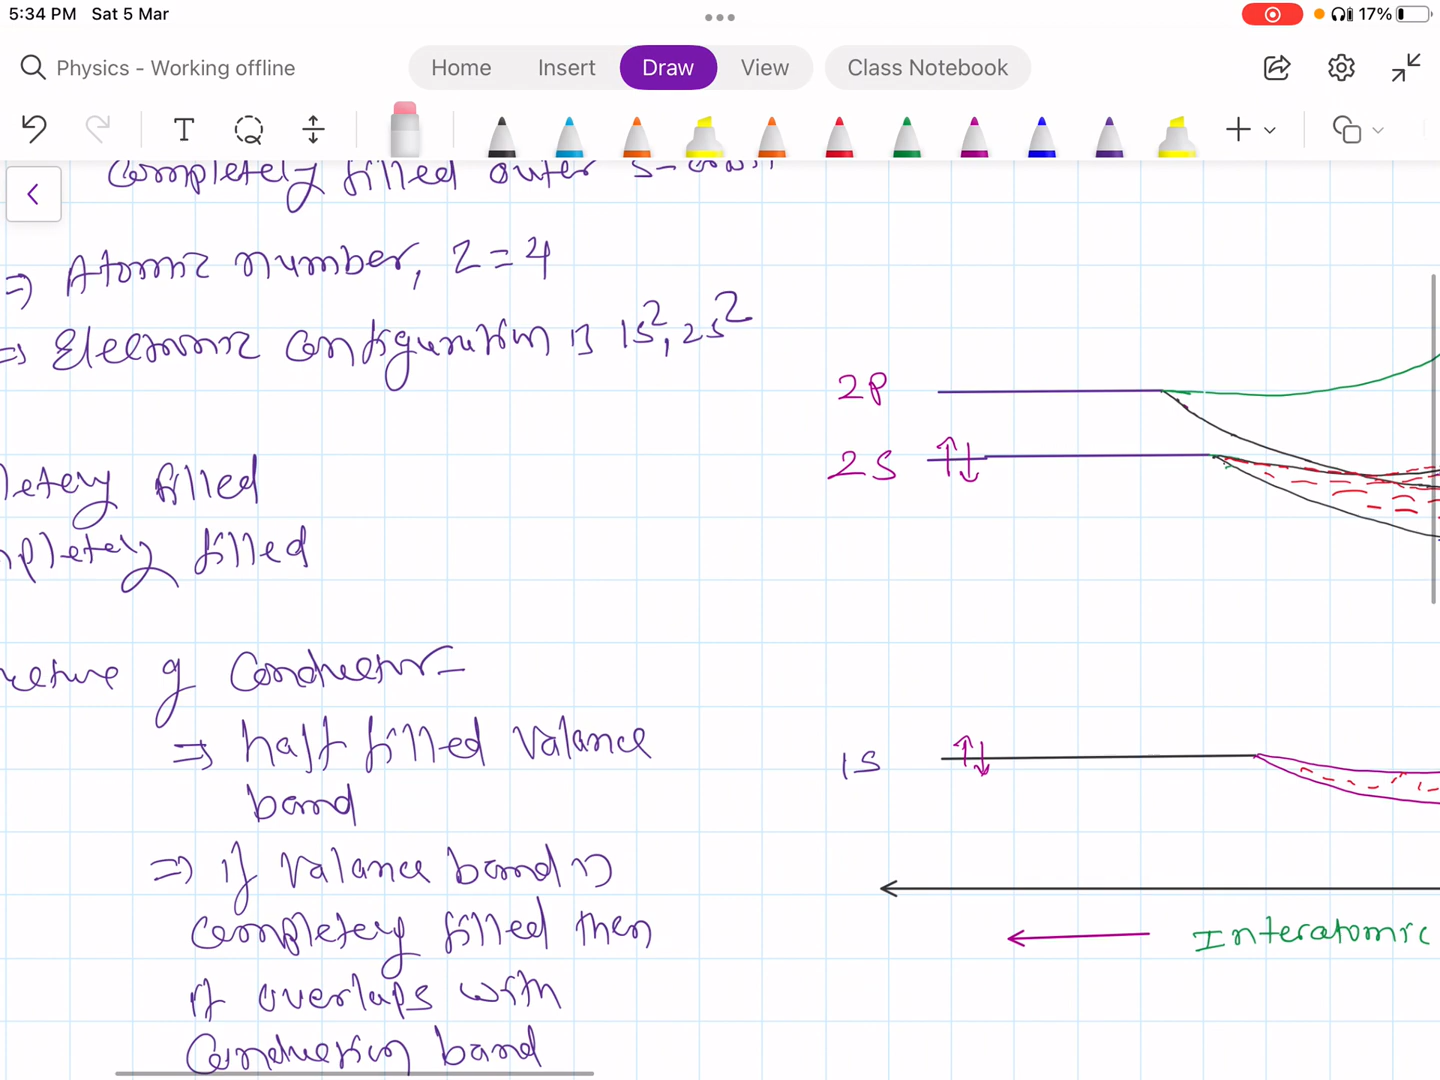 5:34 PM Sat 5 Mar
17%
Physics - Working offline
Home Insert Draw View Class Notebook
T
Completely filled outer s-
⇒ Atomic number, Z = 4
⇒ Electronic configuration is 1s², 2s²
letely filled
mpletely filled
ucture of Conductor-
⇒ half filled Valance
band
⇒ if Valance band is
completely filled then
it overlaps with
Conduction band
2P
2S ↑↓
1S ↑↓
Interatomic